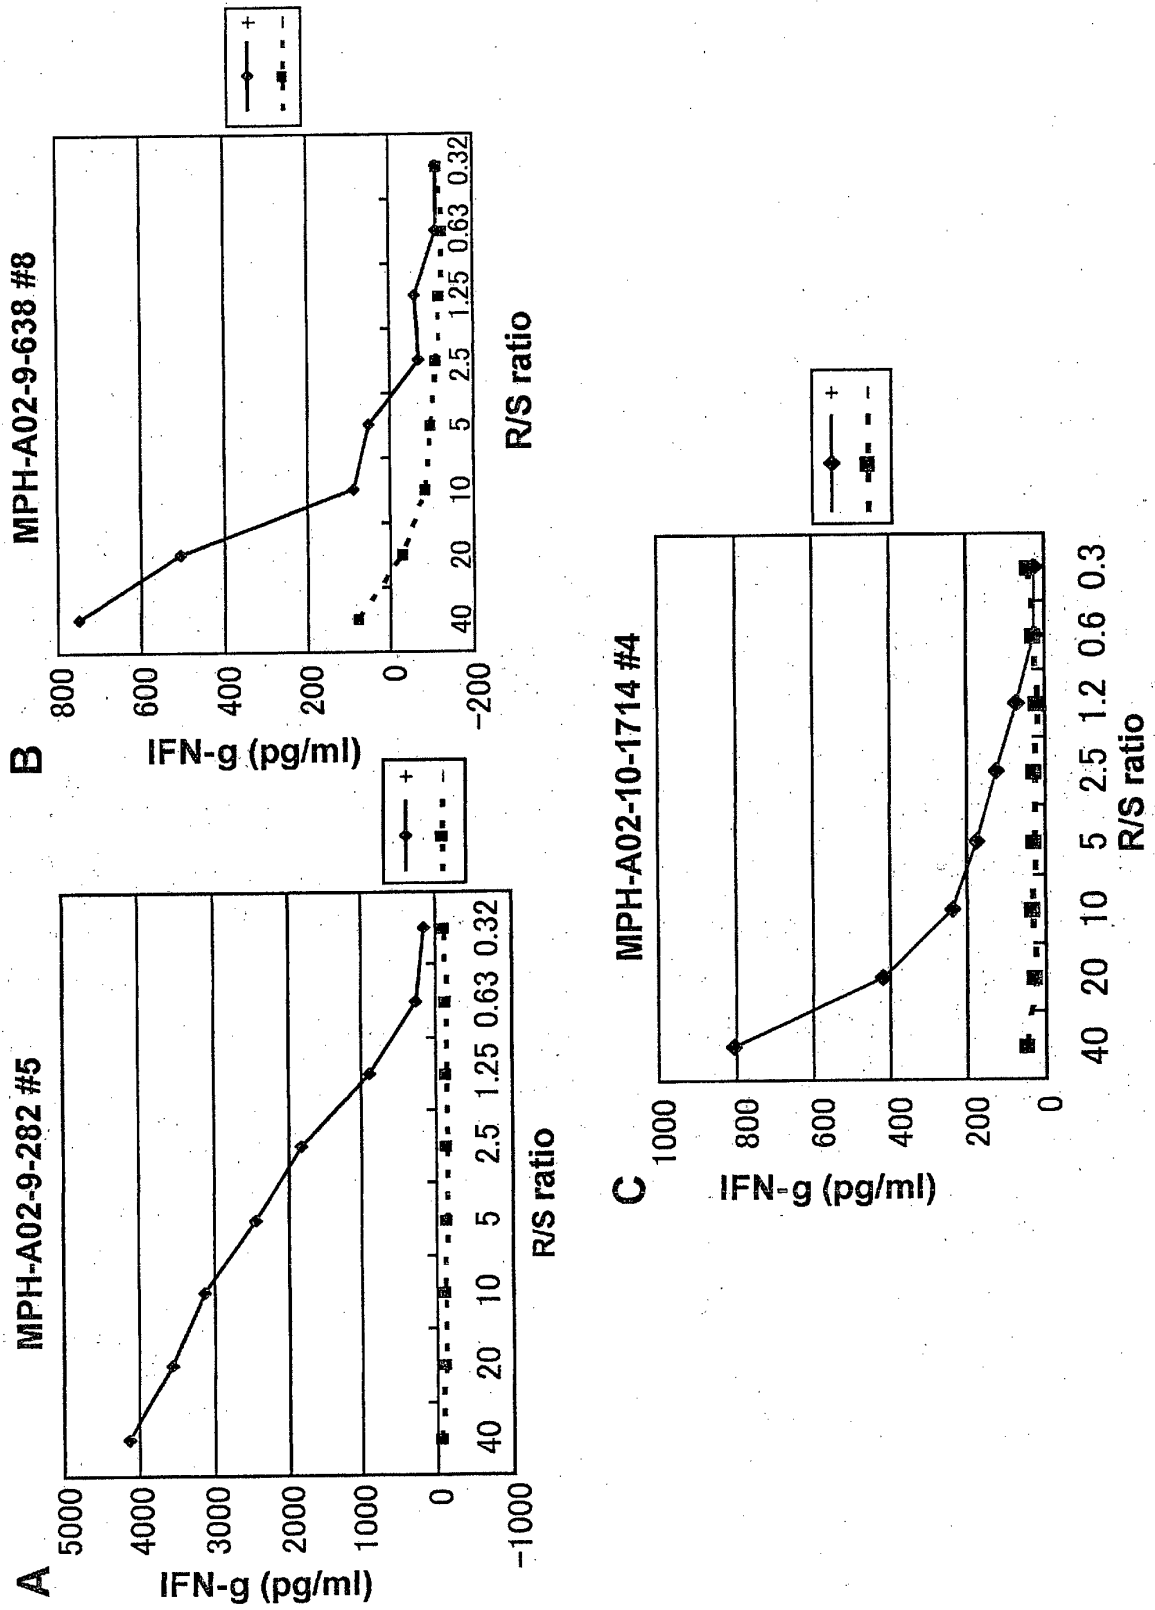 A
MPH-A02-9-282 #5
IFN-g (pg/ml)
5000
4000
3000
2000
1000
0
-1000
40 20 10 5 2.5 1.25 0.63 0.32
R/S ratio
+
-
B
MPH-A02-9-638 #8
IFN-g (pg/ml)
800
600
400
200
0
-200
40 20 10 5 2.5 1.25 0.63 0.32
R/S ratio
+
-
C
MPH-A02-10-1714 #4
IFN-g (pg/ml)
1000
800
600
400
200
0
40 20 10 5 2.5 1.2 0.6 0.3
R/S ratio
+
-